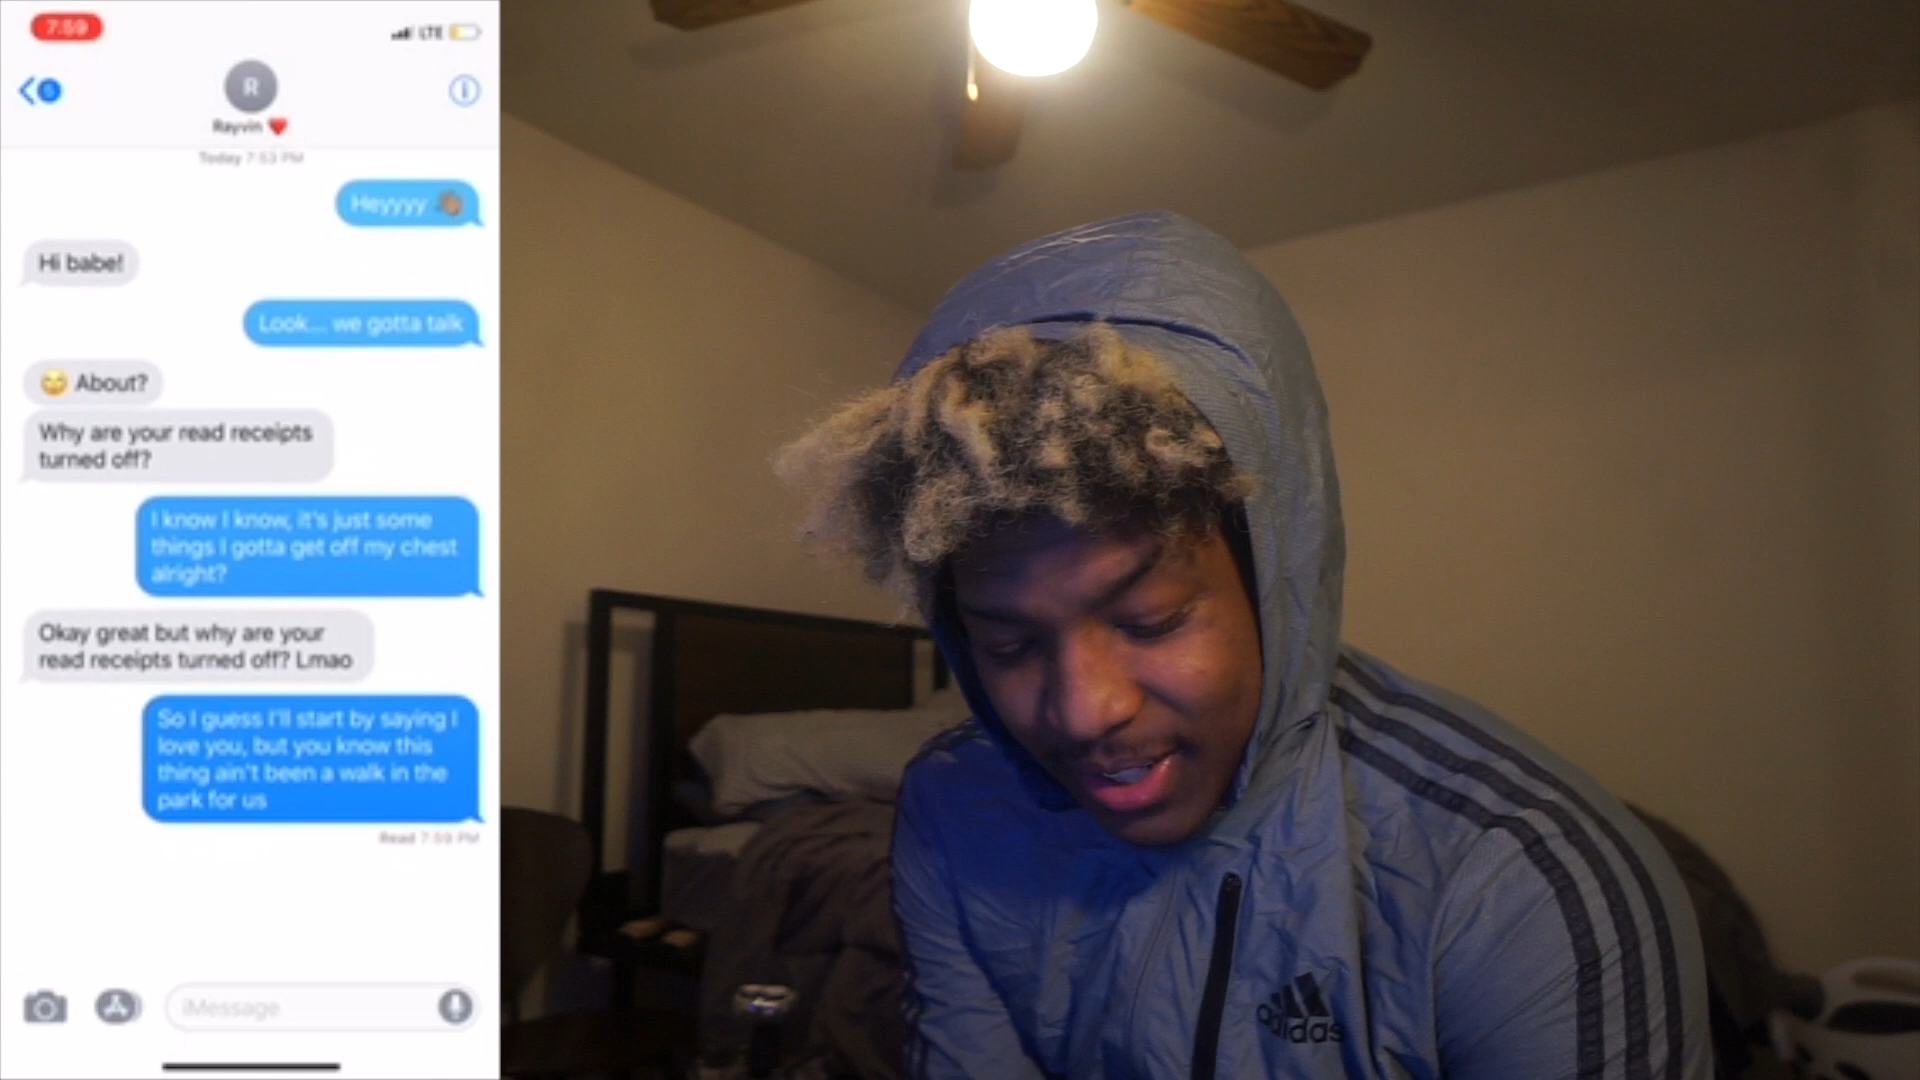 7:59
LTE
R
Rayvin
Today 7:53 PM
Heyyyy
Hi babe!
Look... we gotta talk
About?
Why are your read receipts
turned off?
I know I know, it's just some
things I gotta get off my chest
alright?
Okay great but why are your
read receipts turned off? Lmao
So I guess I'll start by saying I
love you, but you know this
thing ain't been a walk in the
park for us
Read 7:59 PM
iMessage
adidas